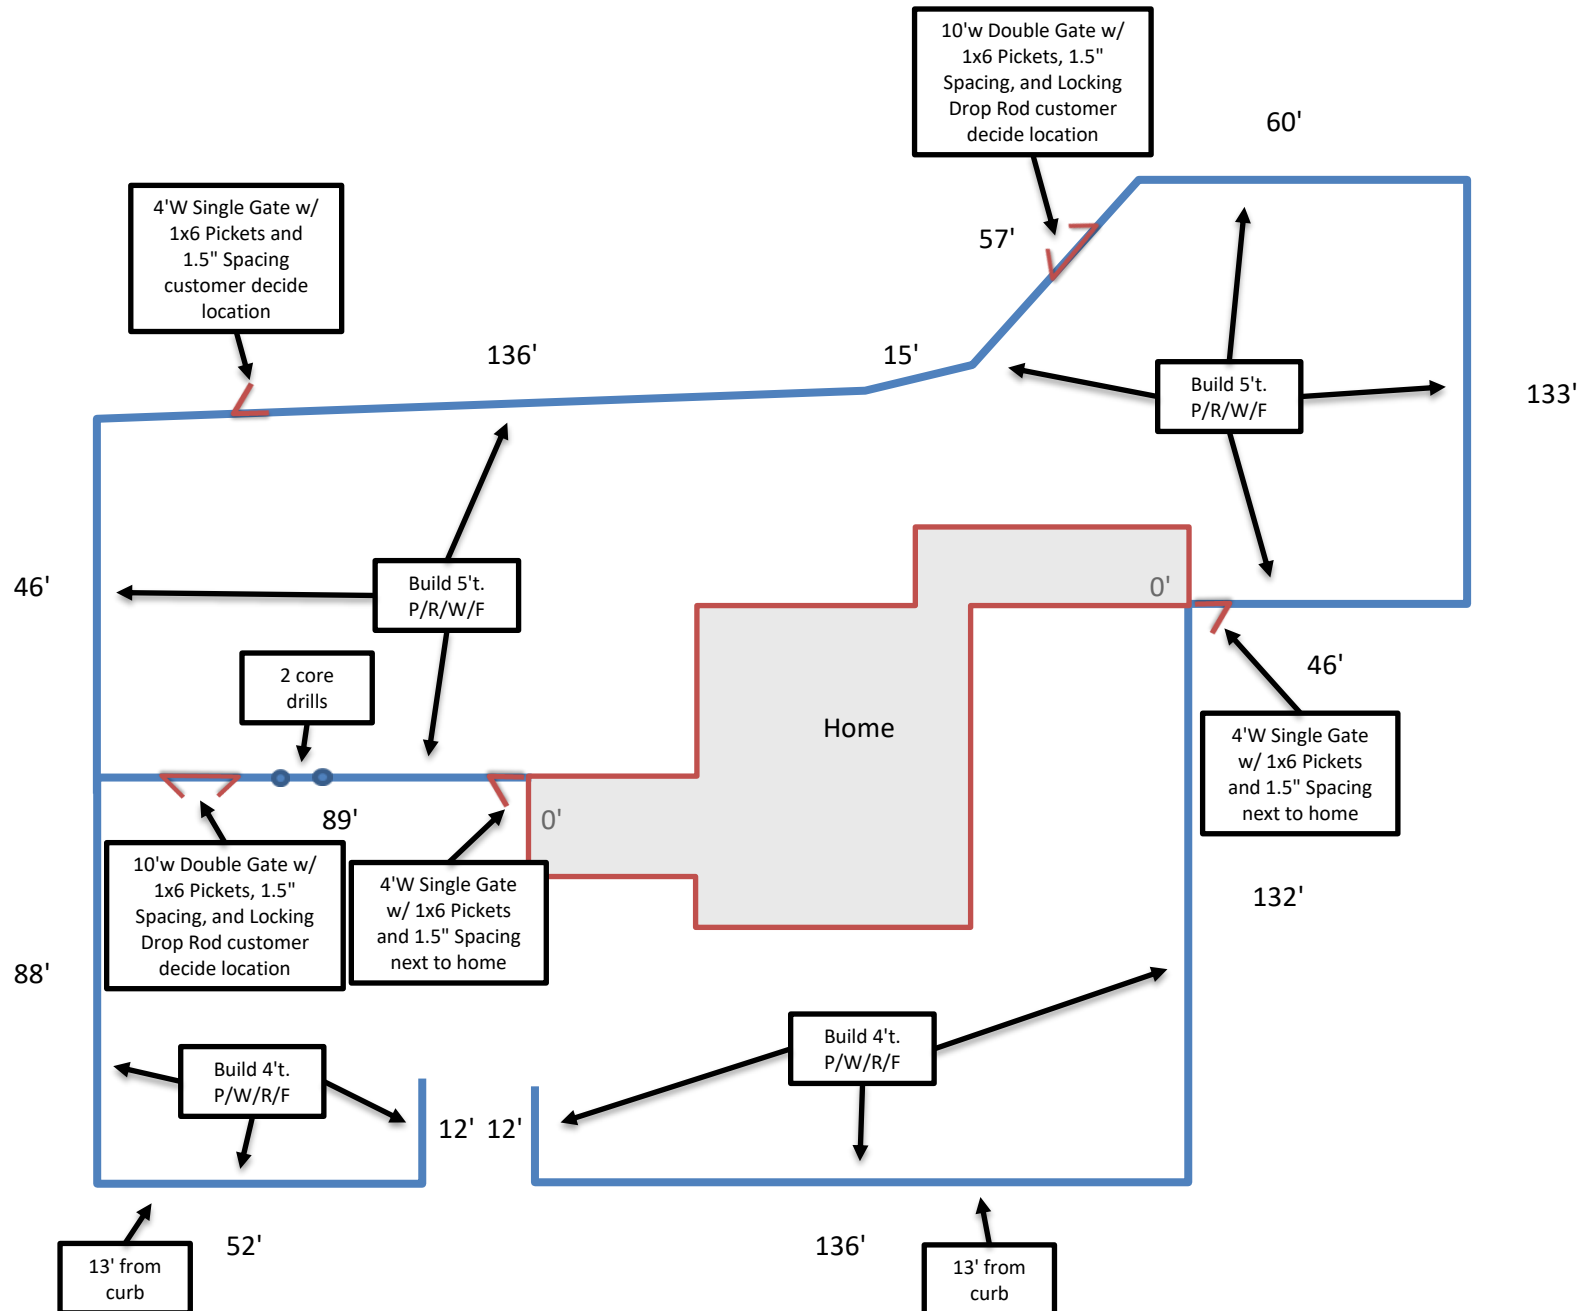 10'w Double Gate w/
1x6 Pickets, 1.5"
Spacing, and Locking
Drop Rod customer
decide location
60'
4'W Single Gate w/
1x6 Pickets and
1.5" Spacing
customer decide
location
57'
136'
15'
Build 5't.
P/R/W/F
133'
46'
Build 5't.
P/R/W/F
0'
2 core
drills
46'
Home
4'W Single Gate
w/ 1x6 Pickets
and 1.5" Spacing
next to home
89'
0'
10'w Double Gate w/
1x6 Pickets, 1.5"
Spacing, and Locking
Drop Rod customer
decide location
4'W Single Gate
w/ 1x6 Pickets
and 1.5" Spacing
next to home
132'
88'
Build 4't.
P/W/R/F
Build 4't.
P/W/R/F
12' 12'
52'
136'
13' from
curb
13' from
curb